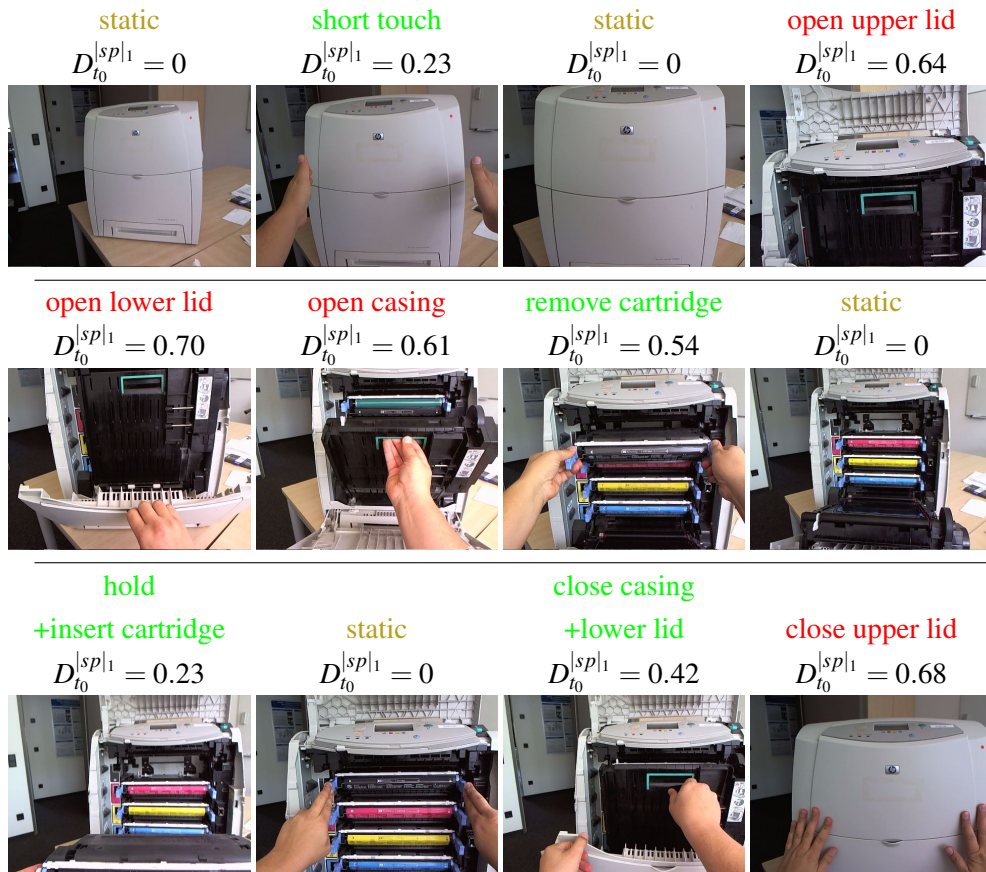 static short touch static open upper lid
D_{t_0}^{|sp|_1} = 0 D_{t_0}^{|sp|_1} = 0.23 D_{t_0}^{|sp|_1} = 0 D_{t_0}^{|sp|_1} = 0.64
hp hp hp
open lower lid open casing remove cartridge static
D_{t_0}^{|sp|_1} = 0.70 D_{t_0}^{|sp|_1} = 0.61 D_{t_0}^{|sp|_1} = 0.54 D_{t_0}^{|sp|_1} = 0
hold close casing
+insert cartridge static +lower lid close upper lid
D_{t_0}^{|sp|_1} = 0.23 D_{t_0}^{|sp|_1} = 0 D_{t_0}^{|sp|_1} = 0.42 D_{t_0}^{|sp|_1} = 0.68
hp